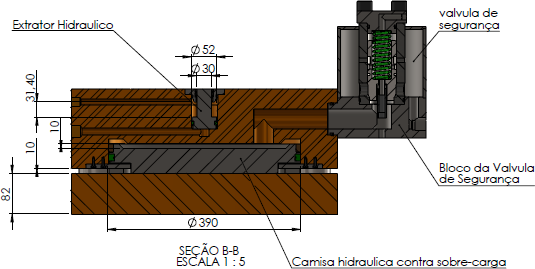 valvula de
segurança
Extrator Hidraulico
Ø52
Ø30
31,40
10
10
82
Bloco da Valvula
de Segurança
Ø390
SEÇÃO B-B
ESCALA 1 : 5
Camisa hidraulica contra sobre-carga